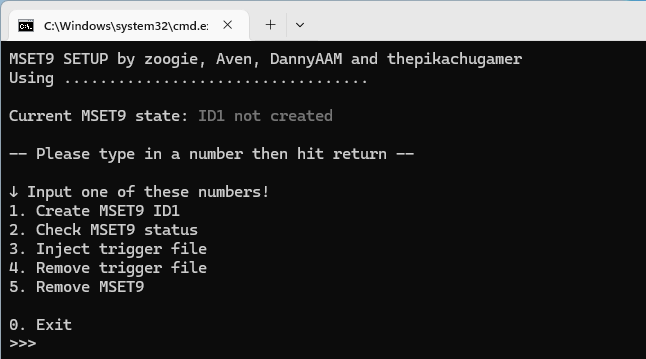 C:\Windows\system32\cmd.e
MSET9 SETUP by zoogie, Aven, DannyAAM and thepikachugamer
Using ..................................
Current MSET9 state: ID1 not created
-- Please type in a number then hit return --
↓ Input one of these numbers!
1. Create MSET9 ID1
2. Check MSET9 status
3. Inject trigger file
4. Remove trigger file
5. Remove MSET9
0. Exit
>>>